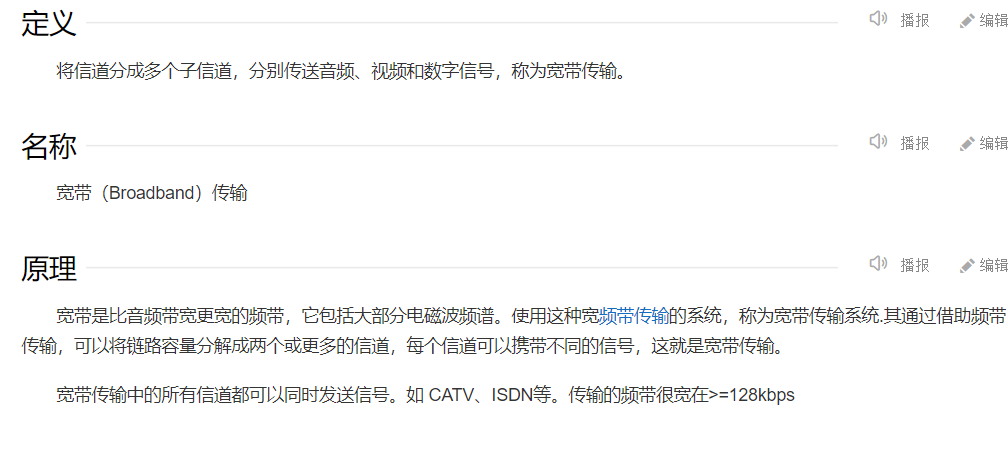 定义 播报 编辑
将信道分成多个子信道，分别传送音频、视频和数字信号，称为宽带传输。
名称 播报 编辑
宽带（Broadband）传输
原理 播报 编辑
宽带是比音频带宽更宽的频带，它包括大部分电磁波频谱。使用这种宽频带传输的系统，称为宽带传输系统.其通过借助频带
传输，可以将链路容量分解成两个或更多的信道，每个信道可以携带不同的信号，这就是宽带传输。
宽带传输中的所有信道都可以同时发送信号。如 CATV、ISDN等。传输的频带很宽在>=128kbps